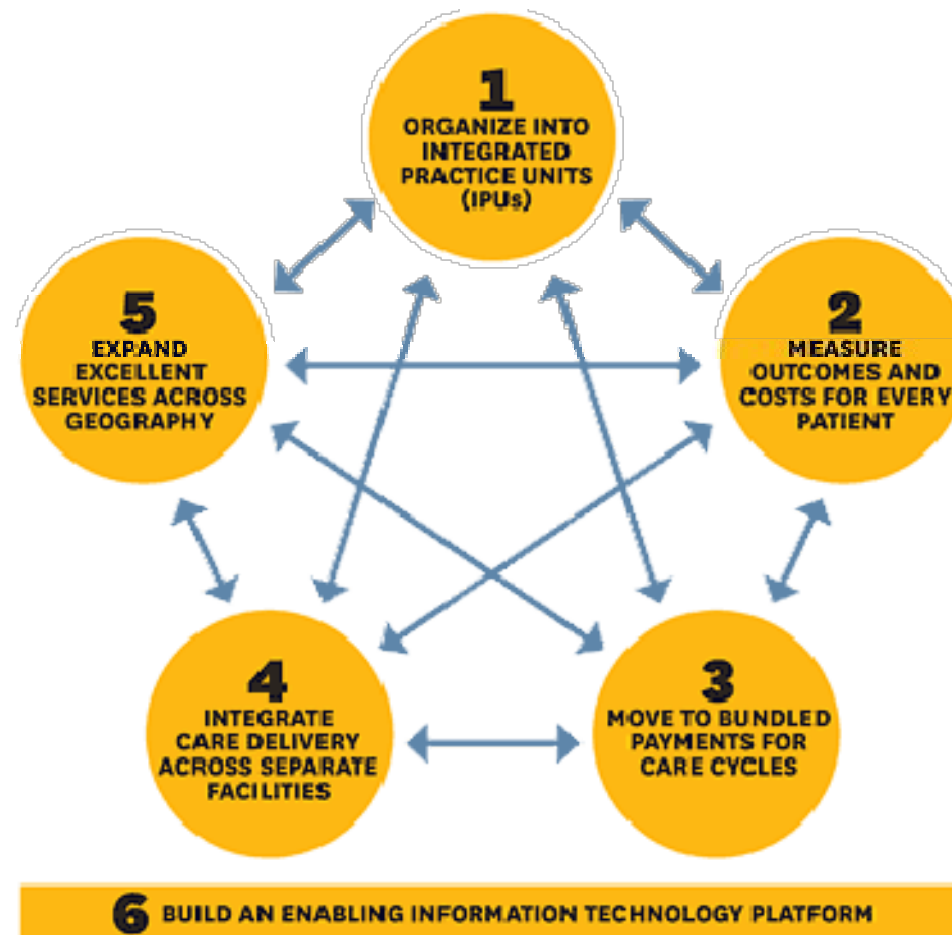 1
ORGANIZE INTO
INTEGRATED
PRACTICE UNITS
(IPUs)
2
MEASURE
OUTCOMES AND
COSTS FOR EVERY
PATIENT
3
MOVE TO BUNDLED
PAYMENTS FOR
CARE CYCLES
4
INTEGRATE
CARE DELIVERY
ACROSS SEPARATE
FACILITIES
5
EXPAND
EXCELLENT
SERVICES ACROSS
GEOGRAPHY
6 BUILD AN ENABLING INFORMATION TECHNOLOGY PLATFORM